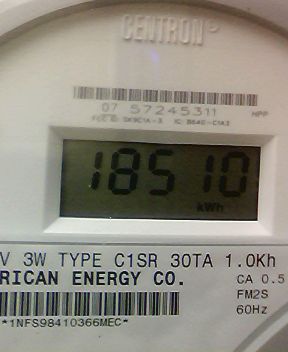 CENTRON®
07 57245311 HPP
18510
kWh
V 3W TYPE C1SR 30TA 1.0Kh
RICAN ENERGY CO. CA 0.5
FM2S
60Hz
*1NFS98410366MEC*